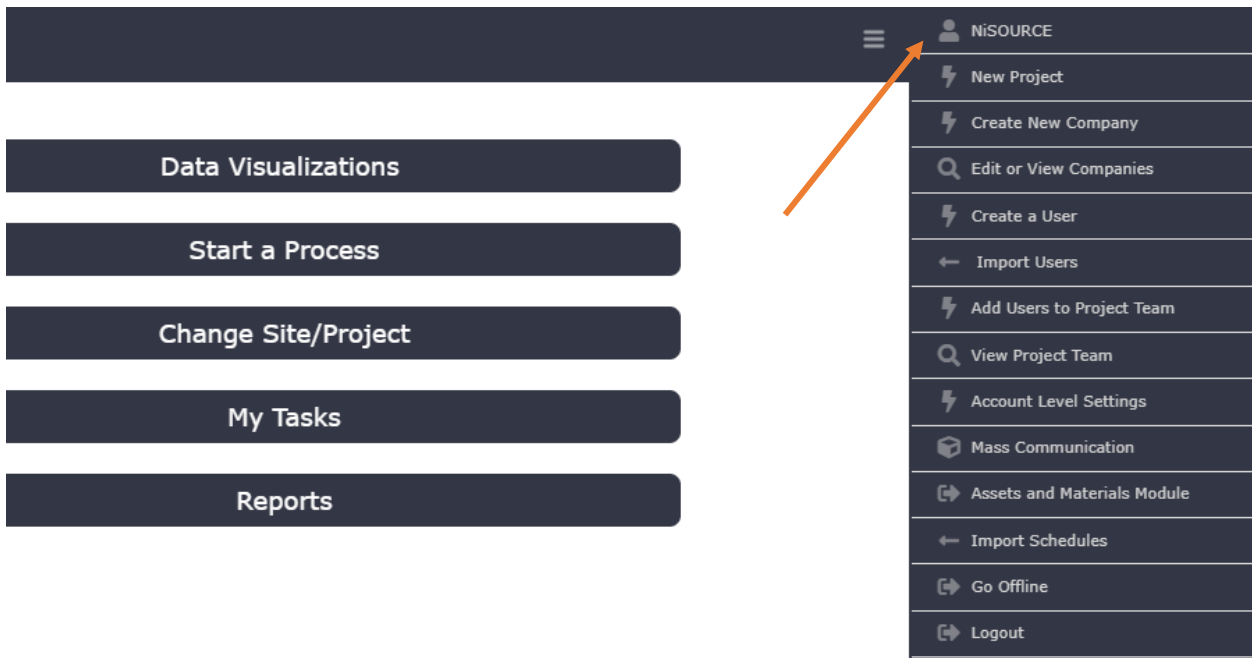 Data Visualizations
Start a Process
Change Site/Project
My Tasks
Reports
NiSOURCE
New Project
Create New Company
Edit or View Companies
Create a User
Import Users
Add Users to Project Team
View Project Team
Account Level Settings
Mass Communication
Assets and Materials Module
Import Schedules
Go Offline
Logout